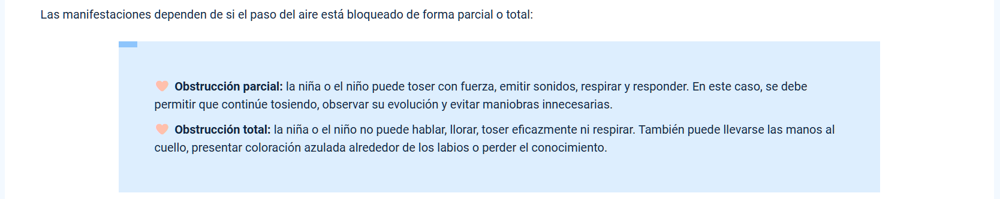 Las manifestaciones dependen de si el paso del aire está bloqueado de forma parcial o total:
Obstrucción parcial: la niña o el niño puede toser con fuerza, emitir sonidos, respirar y responder. En este caso, se debe
permitir que continúe tosiendo, observar su evolución y evitar maniobras innecesarias.
Obstrucción total: la niña o el niño no puede hablar, llorar, toser eficazmente ni respirar. También puede llevarse las manos al
cuello, presentar coloración azulada alrededor de los labios o perder el conocimiento.